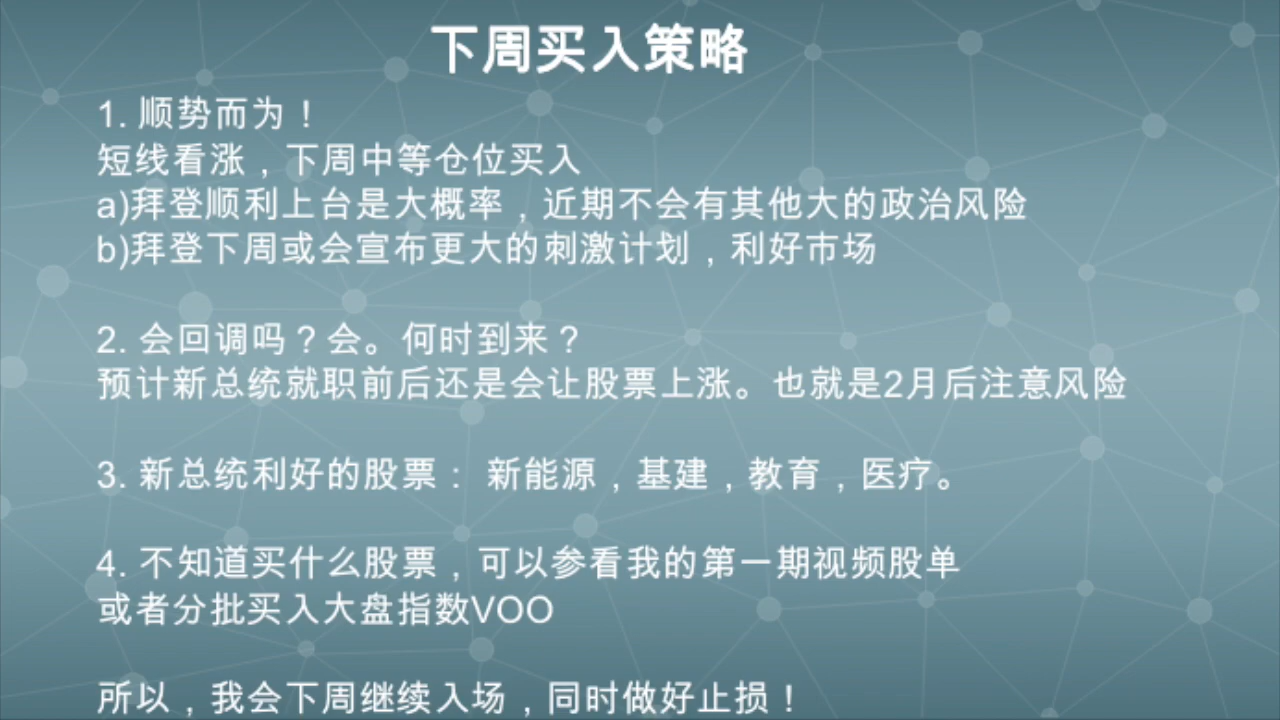 下周买入策略
1. 顺势而为！
短线看涨，下周中等仓位买入
a)拜登顺利上台是大概率，近期不会有其他大的政治风险
b)拜登下周或会宣布更大的刺激计划，利好市场
2. 会回调吗？会。何时到来？
预计新总统就职前后还是会让股票上涨。也就是2月后注意风险
3. 新总统利好的股票： 新能源，基建，教育，医疗。
4. 不知道买什么股票，可以参看我的第一期视频股单
或者分批买入大盘指数VOO
所以，我会下周继续入场，同时做好止损！